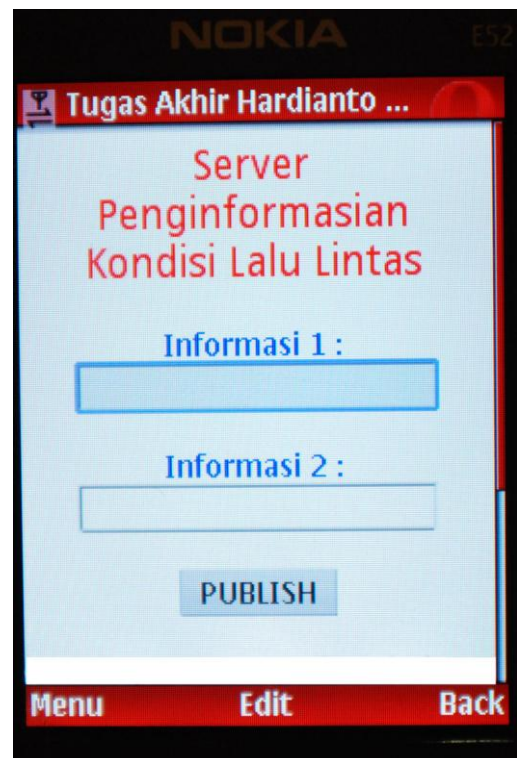 NOKIA E52
Tugas Akhir Hardianto ...
Server
Penginformasian
Kondisi Lalu Lintas
Informasi 1 :
Informasi 2 :
PUBLISH
Menu Edit Back